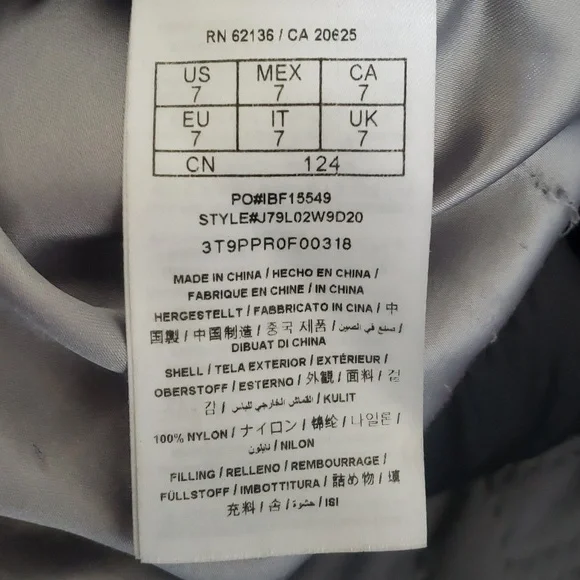 RN 62136 / CA 20625
US MEX CA
7 7 7
EU IT UK
7 7 7
CN 124
PO#IBF15549
STYLE#J79L02W9D20
3T9PPR0F00318
MADE IN CHINA / HECHO EN CHINA /
FABRIQUE EN CHINE / IN CHINA
HERGESTELLT / FABBRICATO IN CINA / 中
国製 / 中国制造 / 중국 제품 / صنع في الصين /
DIBUAT DI CHINA
SHELL / TELA EXTERIOR / EXTÉRIEUR /
OBERSTOFF / ESTERNO / 外観 / 面料 / 겉
감 / القماش الخارجي للباس / KULIT
100% NYLON / ナイロン / 锦纶 / 나일론 /
نايلون / NILON
FILLING / RELLENO / REMBOURRAGE /
FÜLLSTOFF / IMBOTTITURA / 詰め物 / 填
充料 / 솜 / حشوة / ISI